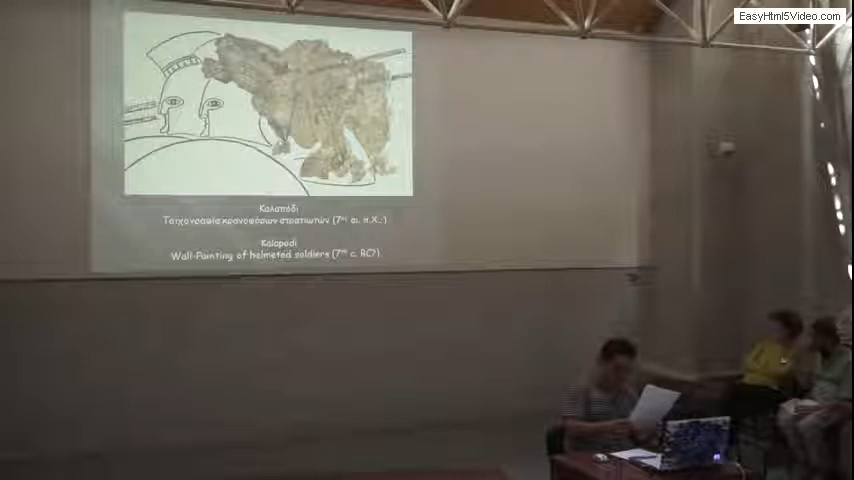 EasyHtml5Video.com
Καλαπόδι
Τοιχογραφία κρανοφόρων στρατιωτών (7ος αι. π.Χ.;)
Kalapodi
Wall-Painting of helmeted soldiers (7th c. BC?).